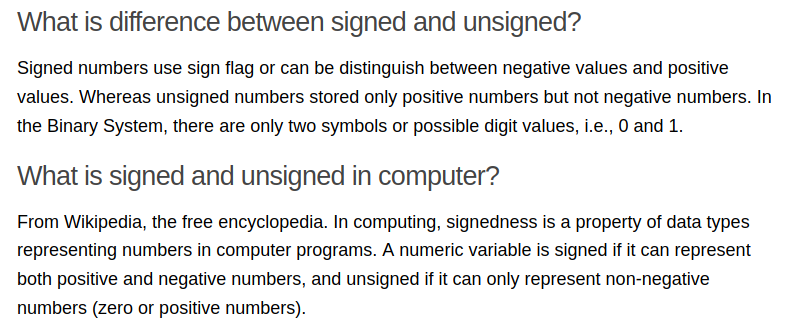 What is difference between signed and unsigned?
Signed numbers use sign flag or can be distinguish between negative values and positive
values. Whereas unsigned numbers stored only positive numbers but not negative numbers. In
the Binary System, there are only two symbols or possible digit values, i.e., 0 and 1.
What is signed and unsigned in computer?
From Wikipedia, the free encyclopedia. In computing, signedness is a property of data types
representing numbers in computer programs. A numeric variable is signed if it can represent
both positive and negative numbers, and unsigned if it can only represent non-negative
numbers (zero or positive numbers).